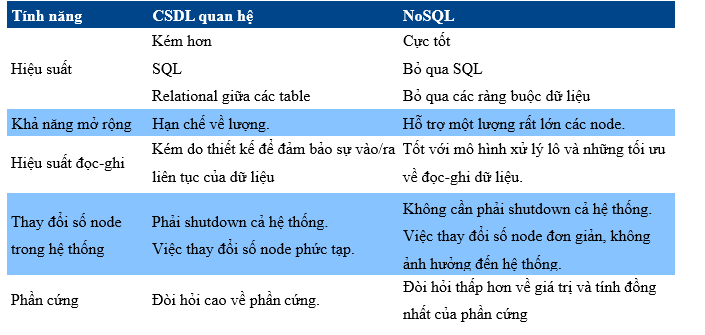 Tính năng CSDL quan hệ NoSQL
Kém hơn Cực tốt
Hiệu suất SQL Bỏ qua SQL
Relational giữa các table Bỏ qua các ràng buộc dữ liệu
Khả năng mở rộng Hạn chế về lượng. Hỗ trợ một lượng rất lớn các node.
Hiệu suất đọc-ghi Kém do thiết kế để đảm bảo sự vào/ra Tốt với mô hình xử lý lô và những tối ưu
liên tục của dữ liệu về đọc-ghi dữ liệu.
Thay đổi số node
trong hệ thống
Phải shutdown cả hệ thống.
Việc thay đổi số node phức tạp.
Không cần phải shutdown cả hệ thống.
Việc thay đổi số node đơn giản, không
ảnh hưởng đến hệ thống.
Phần cứng Đòi hỏi cao về phần cứng.
Đòi hỏi thấp hơn về giá trị và tính đồng
nhất của phần cứng